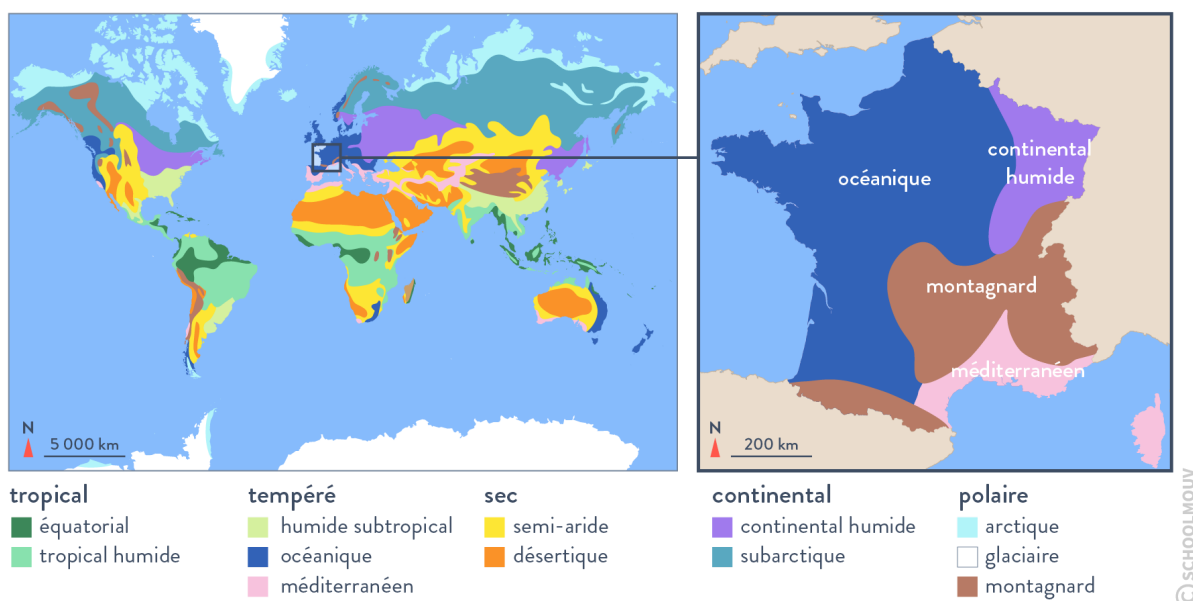 océanique
continental
humide
montagnard
méditerranéen
N
5 000 km
N
200 km
tropical
équatorial
tropical humide
tempéré
humide subtropical
océanique
méditerranéen
sec
semi-aride
désertique
continental
continental humide
subarctique
polaire
arctique
glaciaire
montagnard
© SCHOOLMOUV